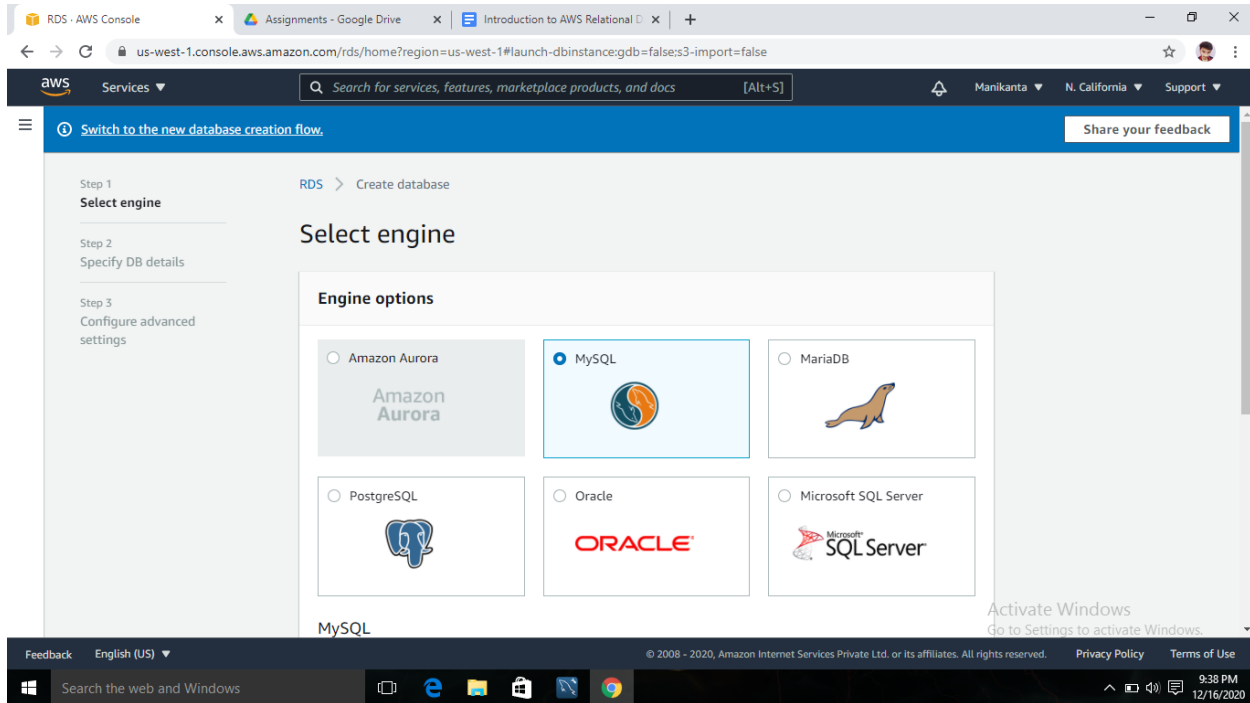 RDS · AWS Console
Assignments - Google Drive
Introduction to AWS Relational D
us-west-1.console.aws.amazon.com/rds/home?region=us-west-1#launch-dbinstance:gdb=false;s3-import=false
aws
Services
Search for services, features, marketplace products, and docs [Alt+S]
Manikanta
N. California
Support
Switch to the new database creation flow.
Share your feedback
Step 1
Select engine
Step 2
Specify DB details
Step 3
Configure advanced
settings
RDS > Create database
Select engine
Engine options
Amazon Aurora
Amazon
Aurora
MySQL
MariaDB
PostgreSQL
Oracle
ORACLE
Microsoft SQL Server
Microsoft
SQL Server
MySQL
Activate Windows
Go to Settings to activate Windows.
Feedback
English (US)
© 2008 - 2020, Amazon Internet Services Private Ltd. or its affiliates. All rights reserved.
Privacy Policy
Terms of Use
Search the web and Windows
9:38 PM
12/16/2020